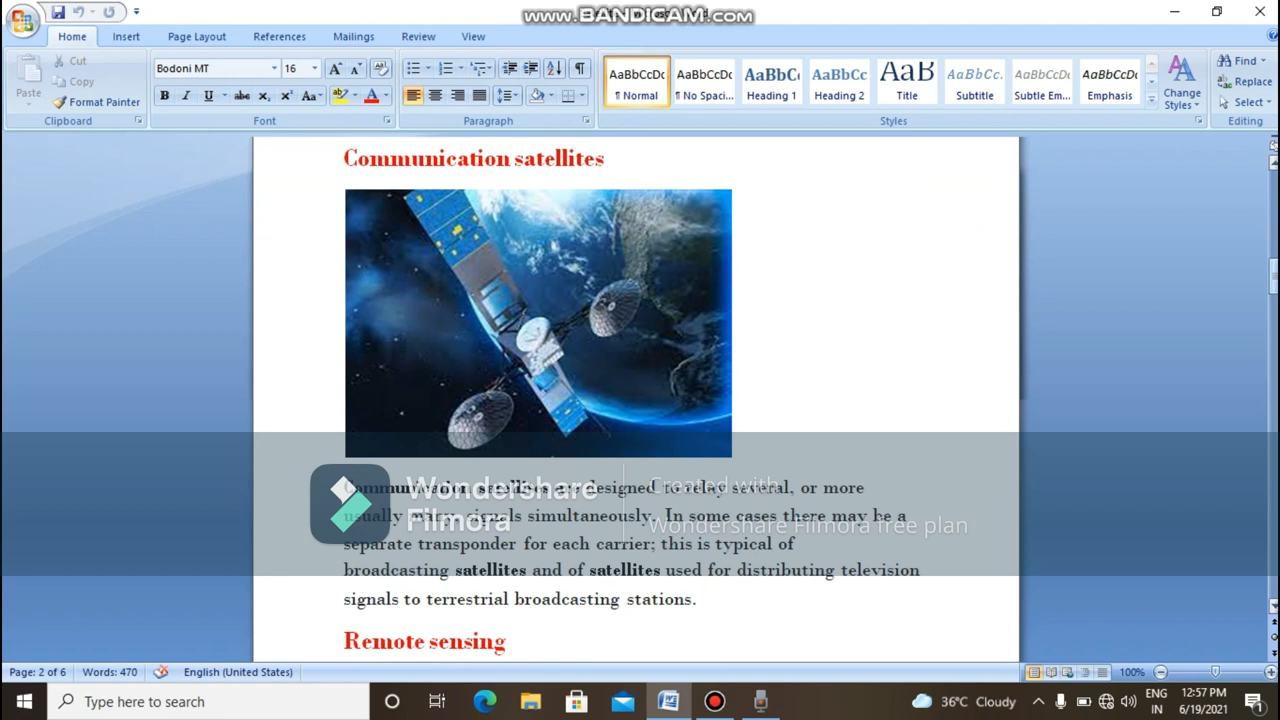 www.BANDICAM.com
Home Insert Page Layout References Mailings Review View
Paste
Cut
Copy
Format Painter
Clipboard
Bodoni MT 16
Font
Paragraph
AaBbCcDc AaBbCcDc AaBbC AaBbCc AaB AaBbCc. AaBbCcDc AaBbCcDc
¶ Normal ¶ No Spaci... Heading 1 Heading 2 Title Subtitle Subtle Em... Emphasis
Change
Styles
Styles
Find
Replace
Select
Editing
Communication satellites
Communication satellites are designed to relay several, or more
usually many, signals simultaneously. In some cases there may be a
separate transponder for each carrier; this is typical of
broadcasting satellites and of satellites used for distributing television
signals to terrestrial broadcasting stations.
Wondershare
Filmora
Created with
Wondershare Filmora free plan
Remote sensing
Page: 2 of 6 Words: 470 English (United States) 100%
Type here to search
36°C Cloudy
ENG
IN
12:57 PM
6/19/2021
1